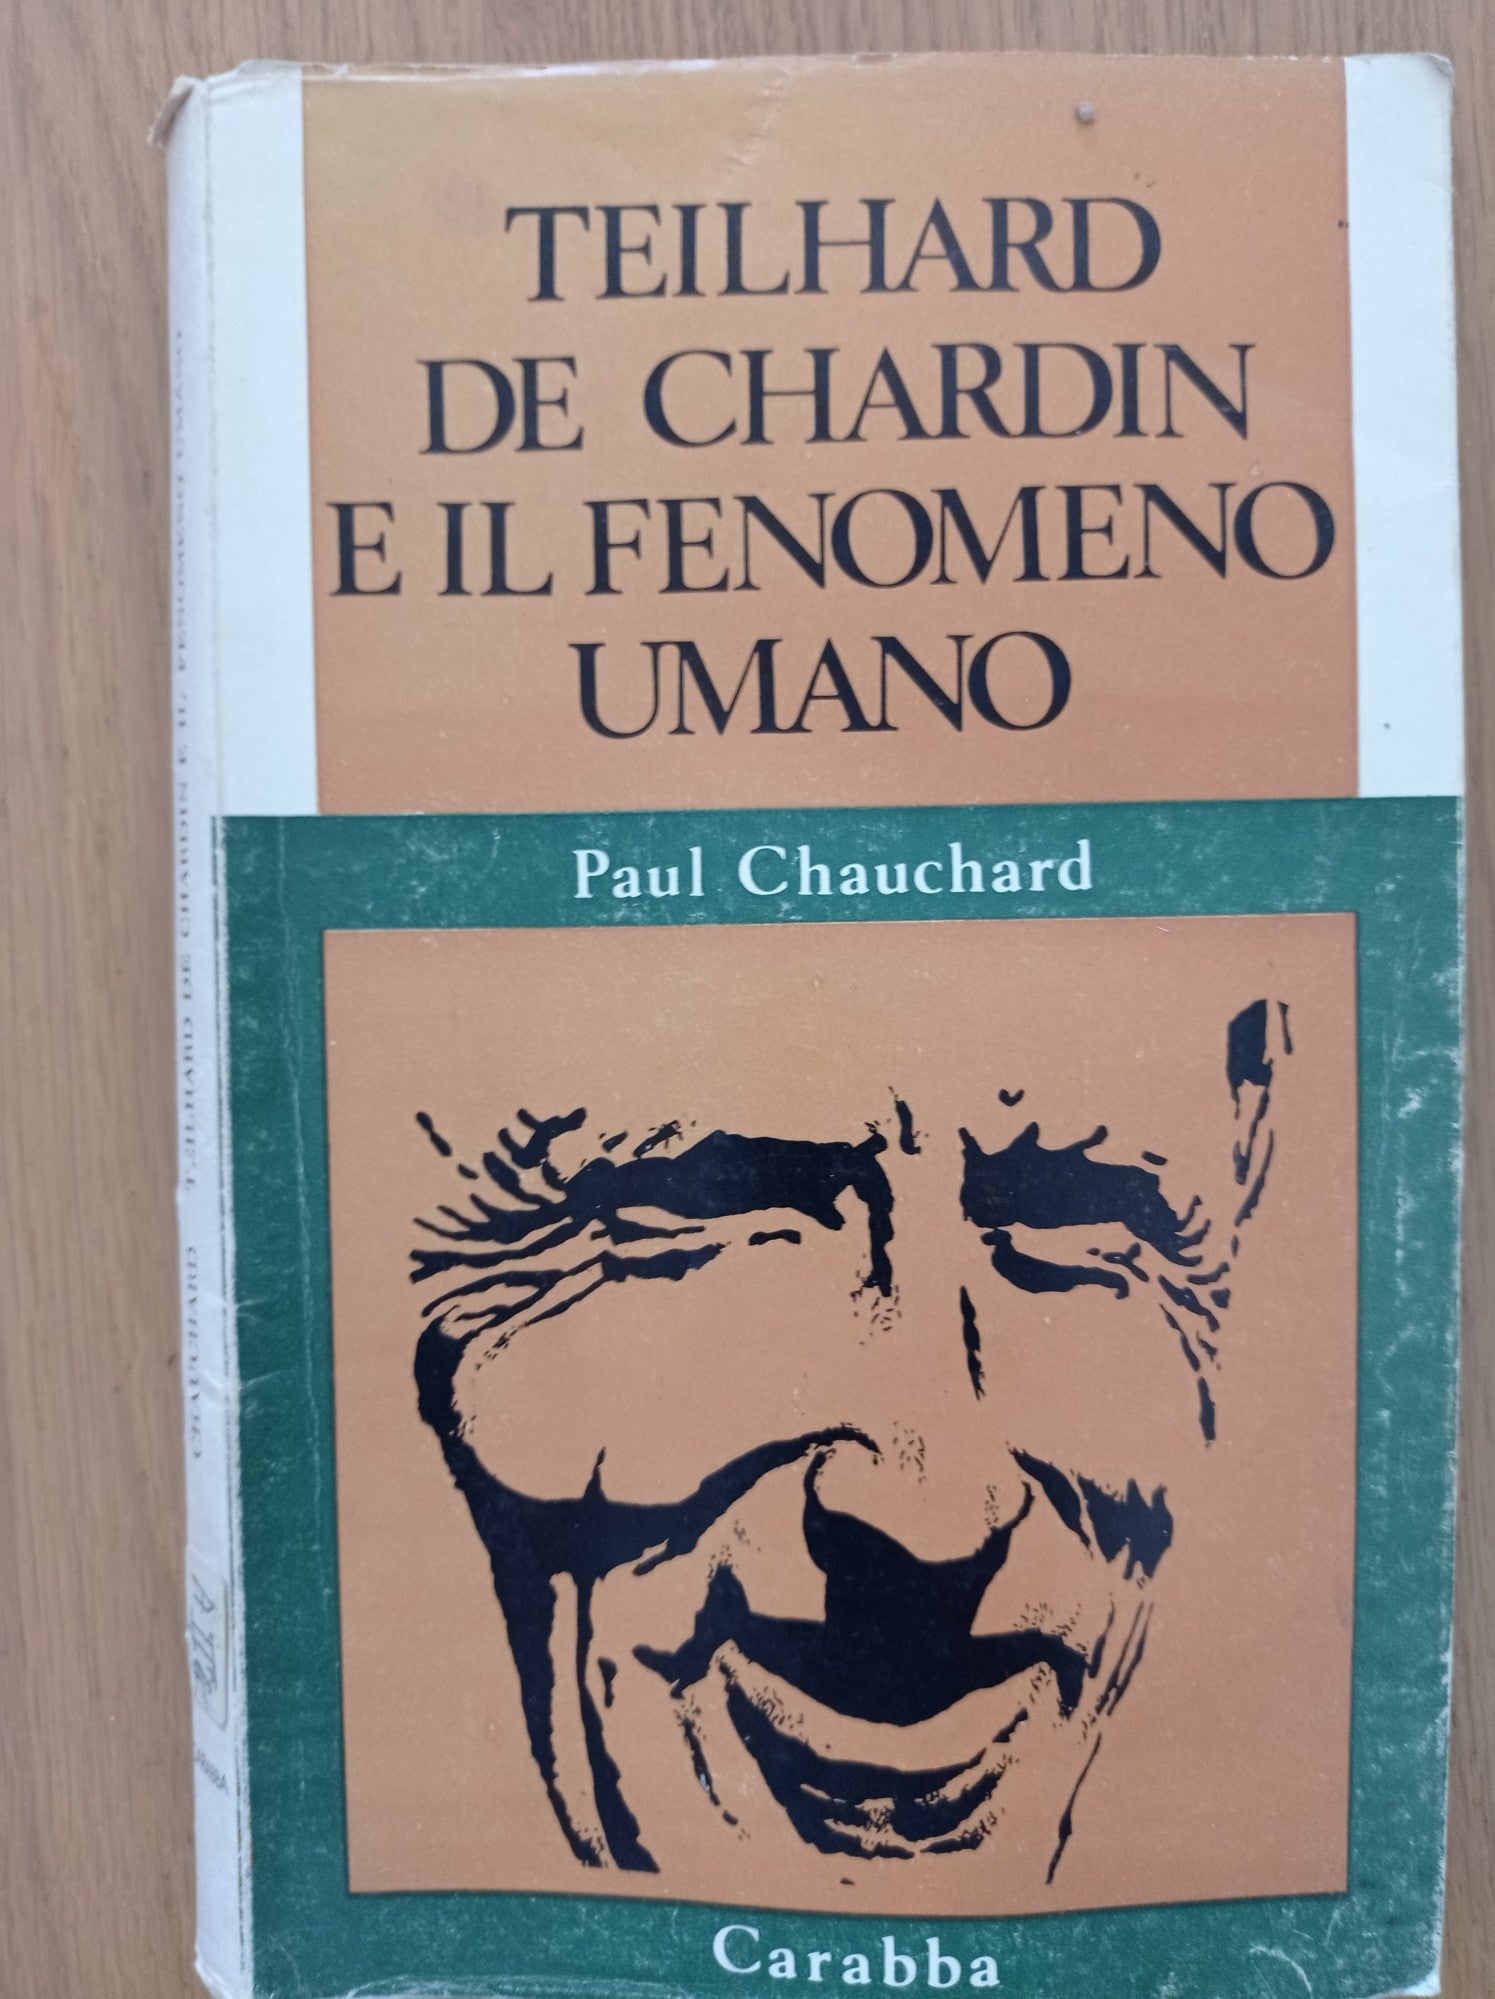 TEILHARD
DE CHARDIN
E IL FENOMENO
UMANO
Paul Chauchard
Carabba
CHAUCHARD TEILHARD DE CHARDIN E IL FENOMENO UMANO
CARABBA